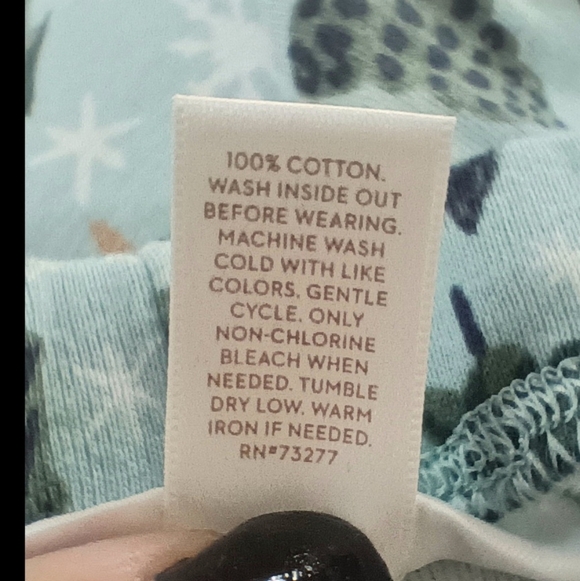 100% COTTON.
WASH INSIDE OUT
BEFORE WEARING.
MACHINE WASH
COLD WITH LIKE
COLORS. GENTLE
CYCLE. ONLY
NON-CHLORINE
BLEACH WHEN
NEEDED. TUMBLE
DRY LOW. WARM
IRON IF NEEDED.
RN#73277